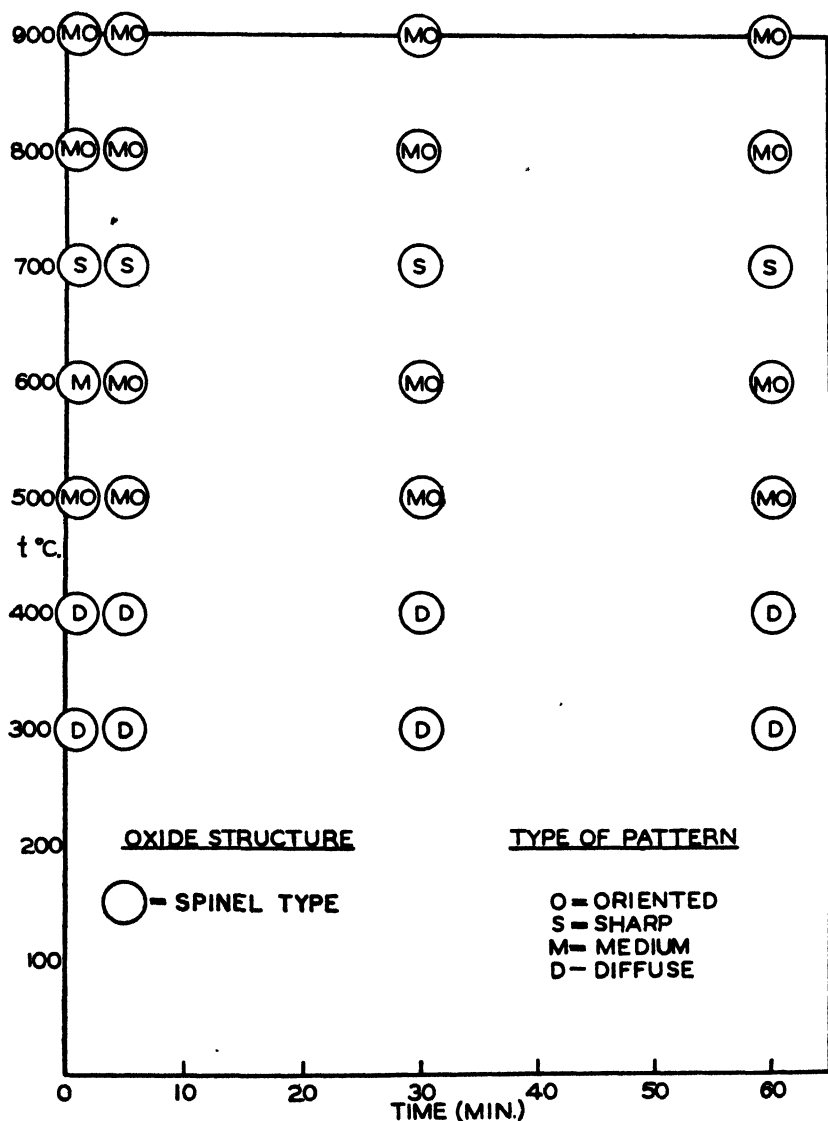 900 MO MO MO MO
800 MO MO MO MO
700 S S S S
600 M MO MO MO
500 MO MO MO MO
t °C.
400 D D D D
300 D D D D
200
OXIDE STRUCTURE
TYPE OF PATTERN
= SPINEL TYPE
O = ORIENTED
S = SHARP
M = MEDIUM
D - DIFFUSE
100
0 10 20 30 40 50 60
TIME (MIN.)